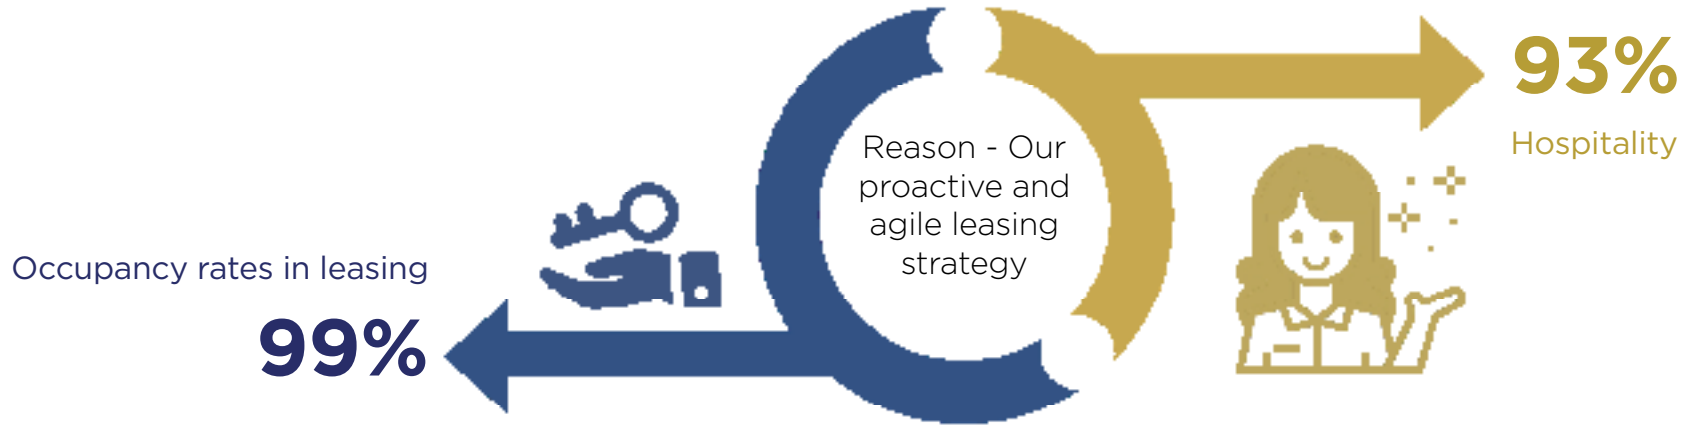 Occupancy rates in leasing
99%
Reason - Our
proactive and
agile leasing
strategy
93%
Hospitality